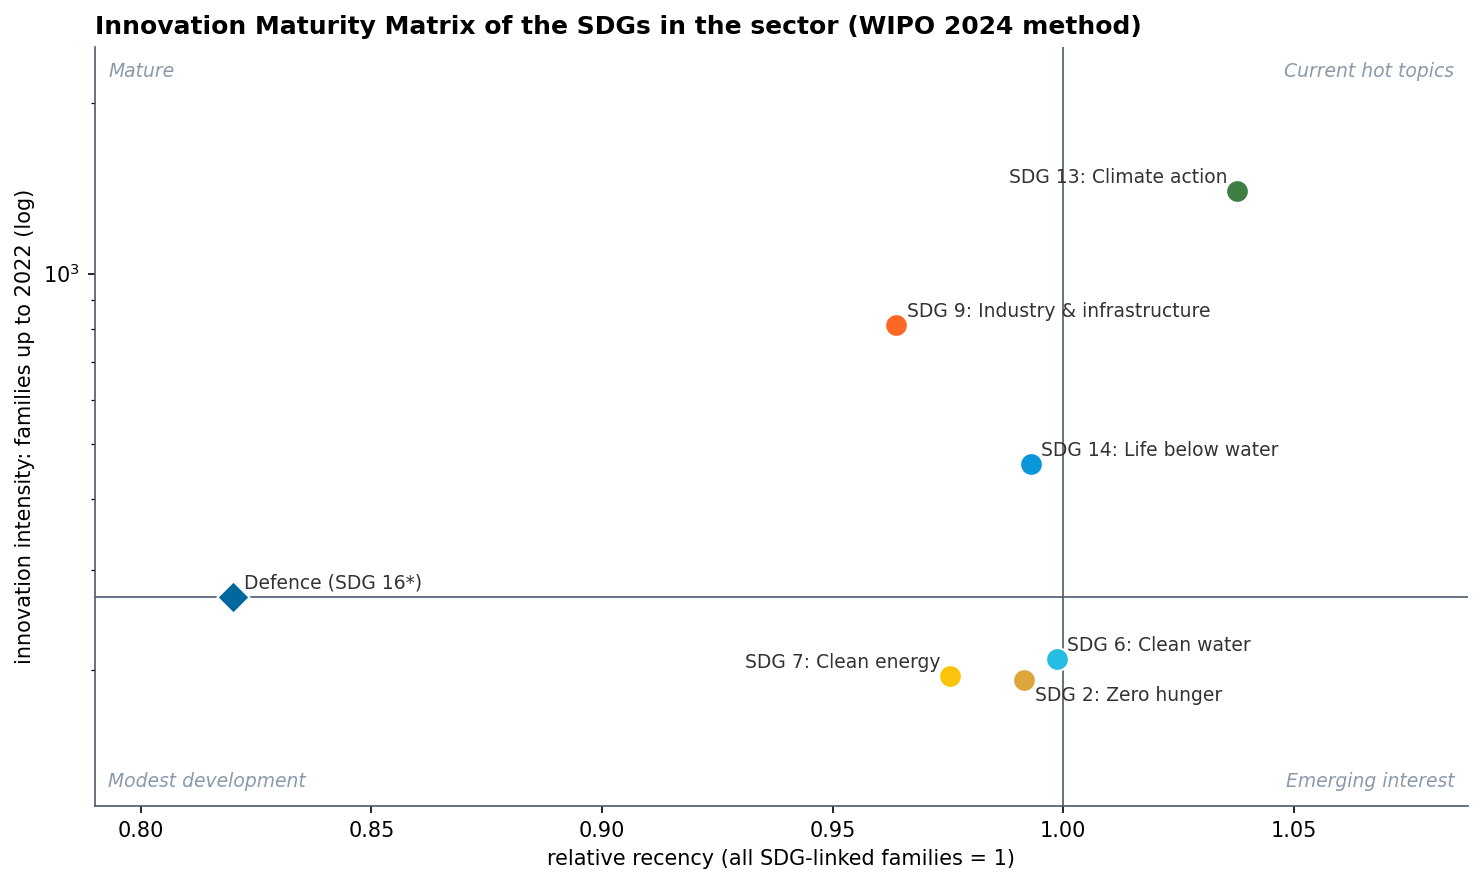 Innovation Maturity Matrix of the SDGs in the sector (WIPO 2024 method)
Mature
Current hot topics
SDG 13: Climate action
10³
SDG 9: Industry & infrastructure
SDG 14: Life below water
Defence (SDG 16*)
SDG 6: Clean water
SDG 7: Clean energy
SDG 2: Zero hunger
Modest development
Emerging interest
innovation intensity: families up to 2022 (log)
0.80 0.85 0.90 0.95 1.00 1.05
relative recency (all SDG-linked families = 1)